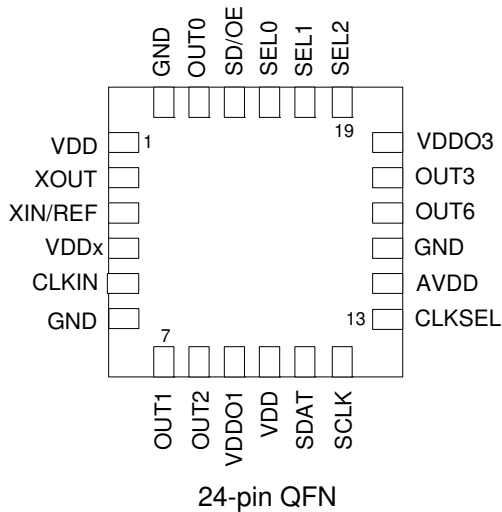 GND
OUT0
SD/OE
SEL0
SEL1
SEL2
VDD
1
19
VDDO3
XOUT
OUT3
XIN/REF
OUT6
VDDx
GND
CLKIN
AVDD
GND
7
13
CLKSEL
OUT1
OUT2
VDDO1
VDD
SDAT
SCLK
24-pin QFN